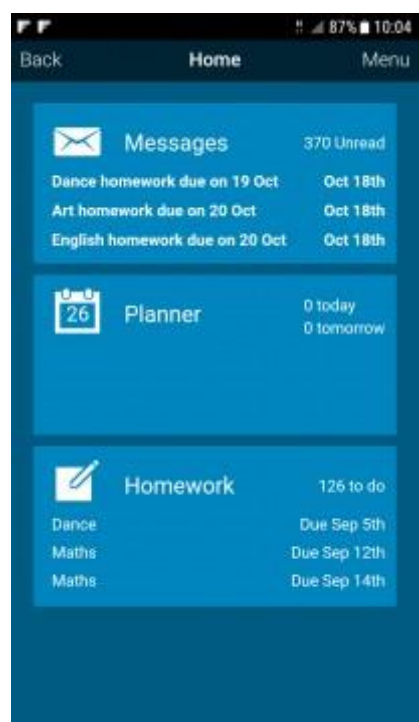 87% 10:04
Back Home Menu
Messages 370 Unread
Dance homework due on 19 Oct Oct 18th
Art homework due on 20 Oct Oct 18th
English homework due on 20 Oct Oct 18th
26 Planner 0 today
0 tomorrow
Homework 126 to do
Dance Due Sep 5th
Maths Due Sep 12th
Maths Due Sep 14th